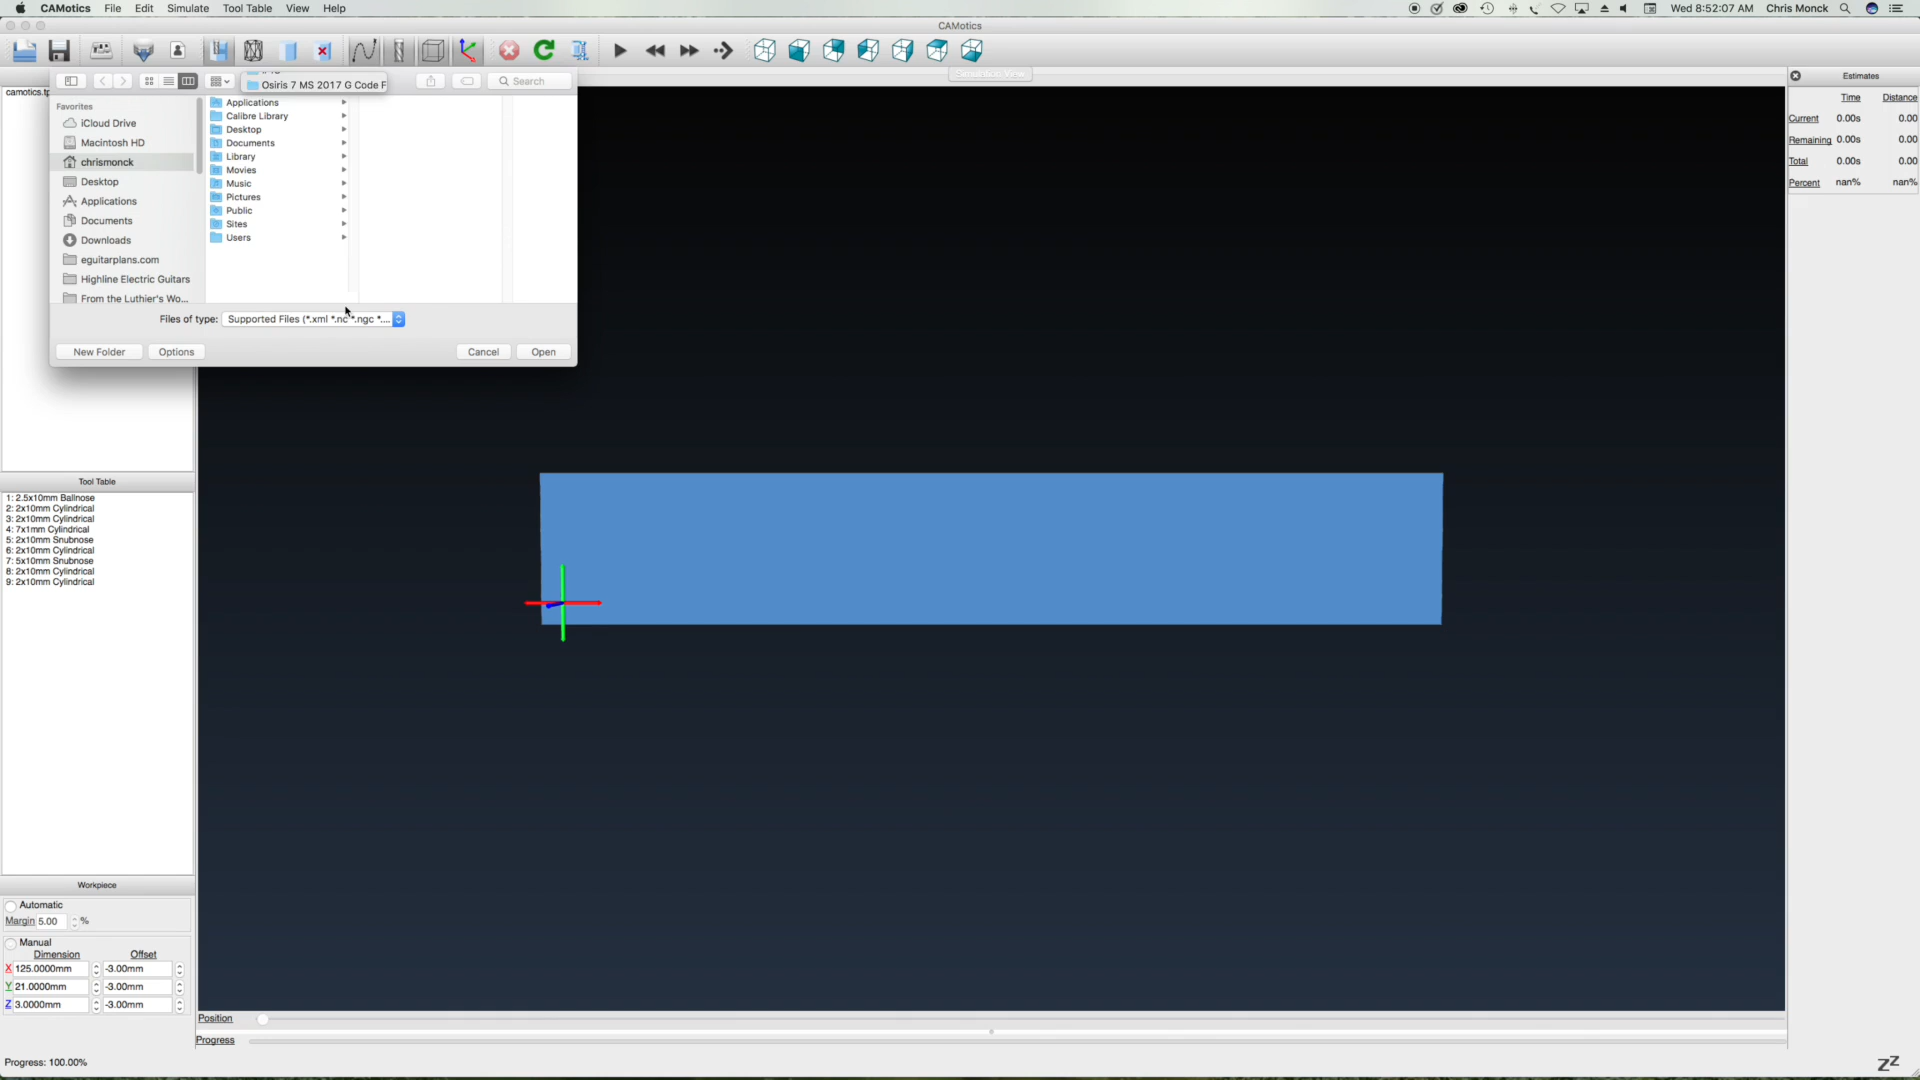 CAMotics File Edit Simulate Tool Table View Help
Wed 8:52:07 AM Chris Monck
CAMotics
Osiris 7 MS 2017 G Code F
Search
Simulation View
Estimates
camotics.tp
Favorites
iCloud Drive
Macintosh HD
chrismonck
Desktop
Applications
Documents
Downloads
eguitarplans.com
Highline Electric Guitars
From the Luthier's Wo...
Applications
Calibre Library
Desktop
Documents
Library
Movies
Music
Pictures
Public
Sites
Users
Files of type: Supported Files (*.xml *.nc *.ngc *....
New Folder Options Cancel Open
Time Distance
Current 0.00s 0.00
Remaining 0.00s 0.00
Total 0.00s 0.00
Percent nan% nan%
Tool Table
1: 2.5x10mm Ballnose
2: 2x10mm Cylindrical
3: 2x10mm Cylindrical
4: 7x1mm Cylindrical
5: 2x10mm Snubnose
6: 2x10mm Cylindrical
7: 5x10mm Snubnose
8: 2x10mm Cylindrical
9: 2x10mm Cylindrical
Workpiece
Automatic
Margin 5.00 %
Manual
Dimension Offset
X 125.0000mm -3.00mm
Y 21.0000mm -3.00mm
Z 3.0000mm -3.00mm
Position
Progress
Progress: 100.00%
zz